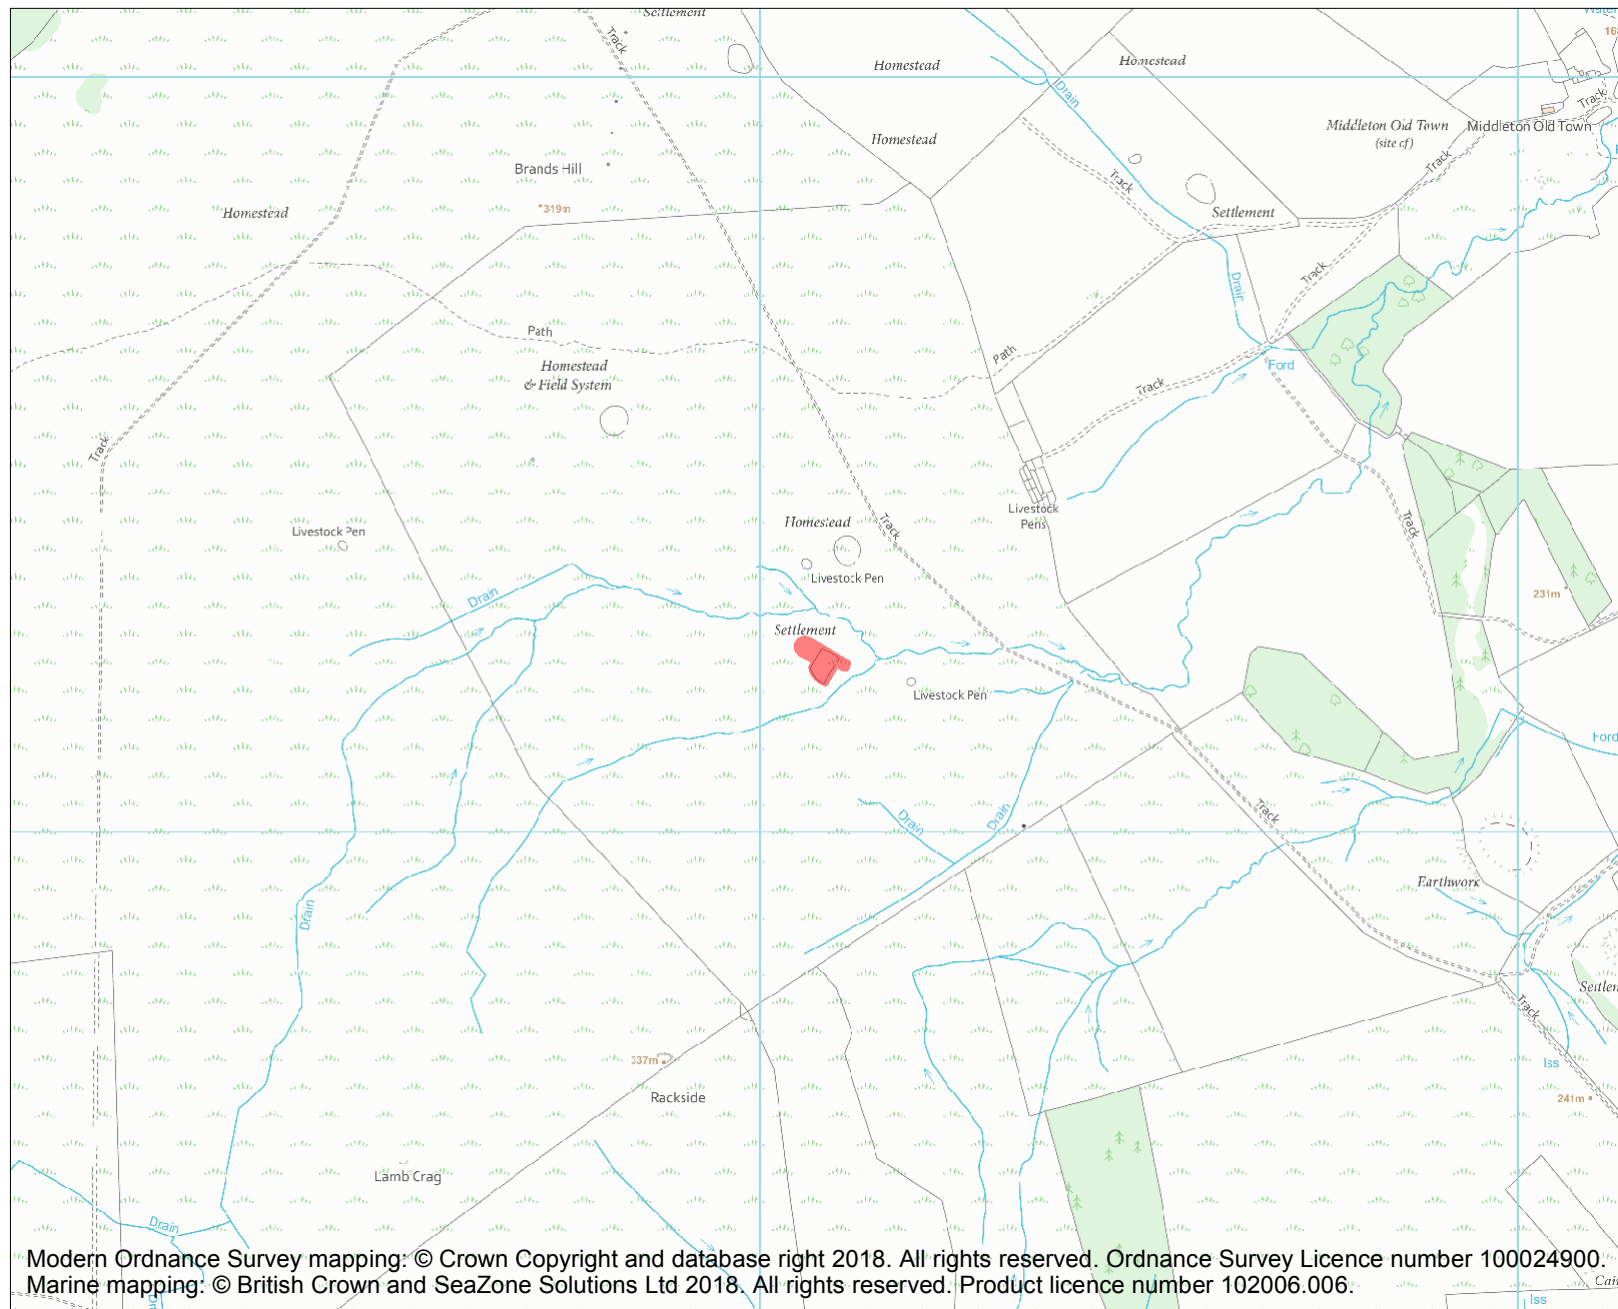 Settlement
Track
Homestead
Homestead
Drain
Track
Middleton Old Town
(site of)
Middleton Old Town
Homestead
Track
Brands Hill
Track
319m
Homestead
Settlement
Track
Drain
Path
Path
Ford
Homestead
& Field System
Track
Track
Livestock
Pens
Homestead
Track
Track
Livestock Pen
Livestock Pen
Drain
231m
Settlement
Livestock Pen
Ford
Drain
Drain
Track
Earthwork
Drain
Track
Iss
337m
Rackside
241m
Lamb Crag
Drain
Modern Ordnance Survey mapping: © Crown Copyright and database right 2018. All rights reserved. Ordnance Survey Licence number 100024900.
Marine mapping: © British Crown and SeaZone Solutions Ltd 2018. All rights reserved. Product licence number 102006.006.
Iss